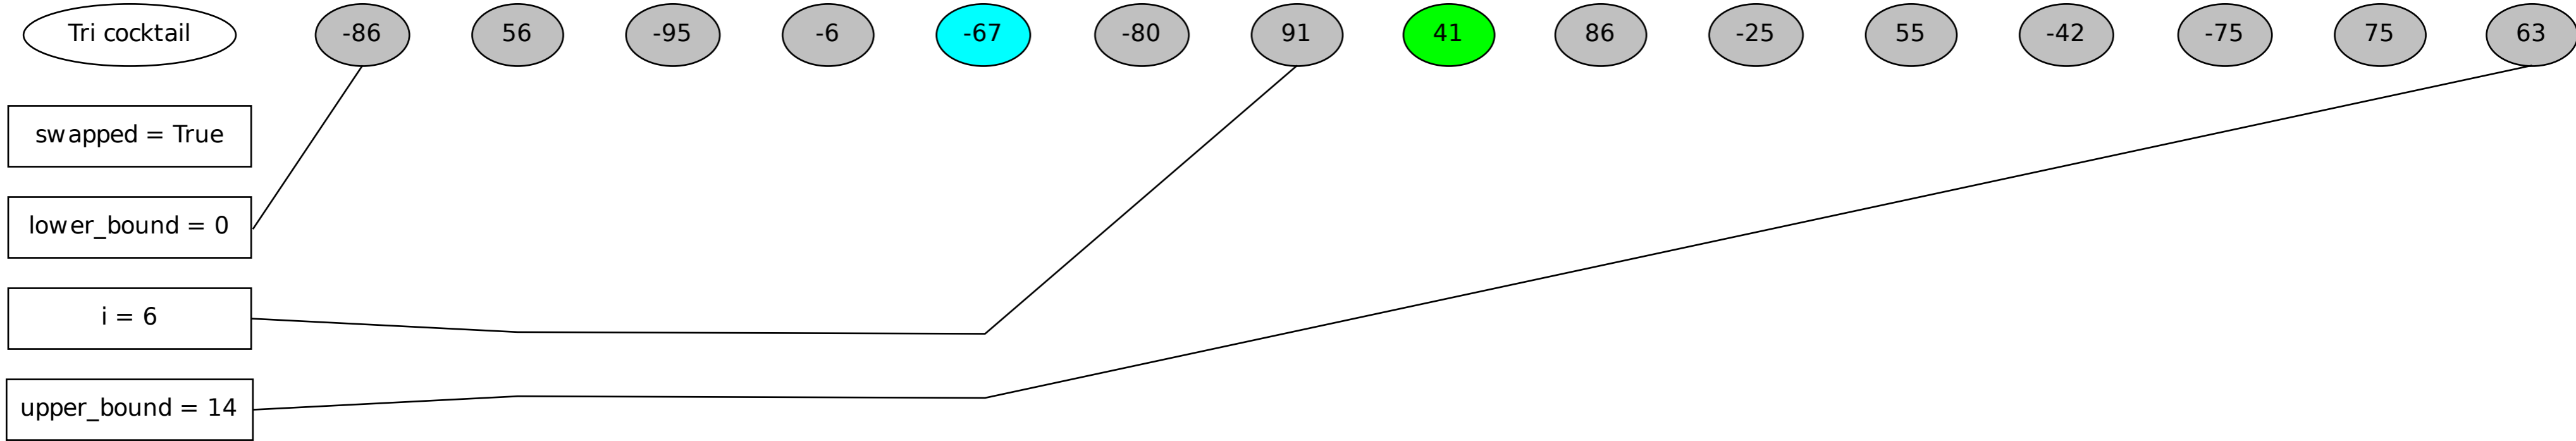 Tri cocktail -86 56 -95 -6 -67 -80 91 41 86 -25 55 -42 -75 75 63
swapped = True
lower_bound = 0
i = 6
upper_bound = 14